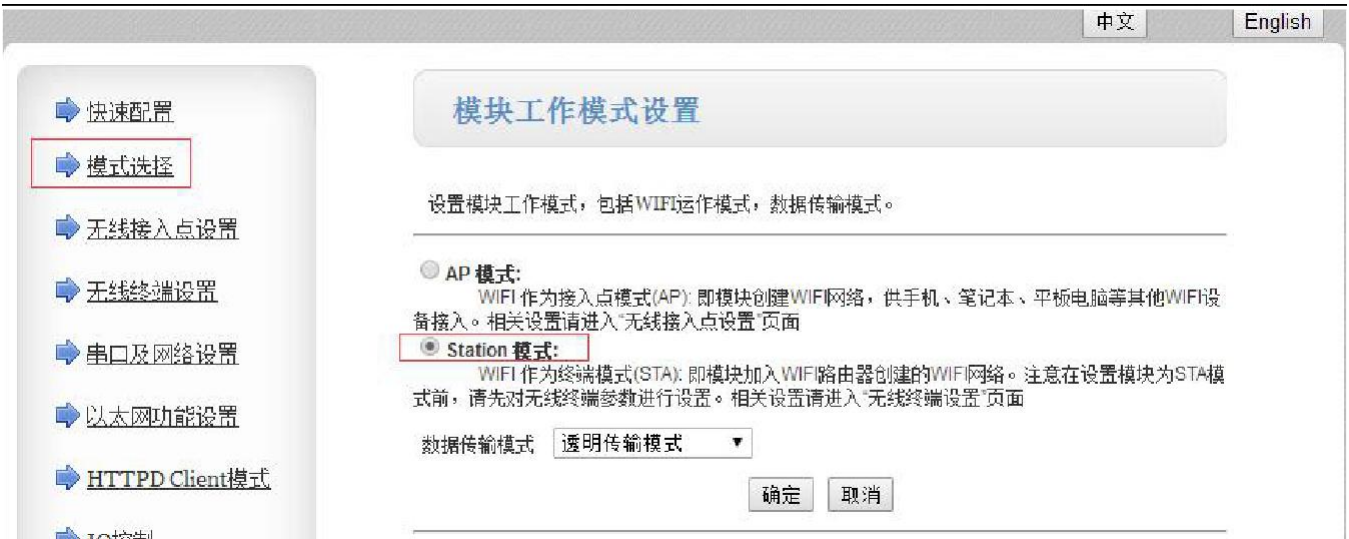 中文
English
快速配置
模式选择
无线接入点设置
无线终端设置
串口及网络设置
以太网功能设置
HTTPD Client模式
IO控制
模块工作模式设置
设置模块工作模式，包括WIFI运作模式，数据传输模式。
AP 模式:
WIFI 作为接入点模式(AP): 即模块创建WIFI网络，供手机、笔记本、平板电脑等其他WIFI设
备接入。相关设置请进入“无线接入点设置”页面
Station 模式:
WIFI 作为终端模式(STA): 即模块加入WIFI路由器创建的WIFI网络。注意在设置模块为STA模
式前，请先对无线终端参数进行设置。相关设置请进入“无线终端设置”页面
数据传输模式 透明传输模式
确定 取消